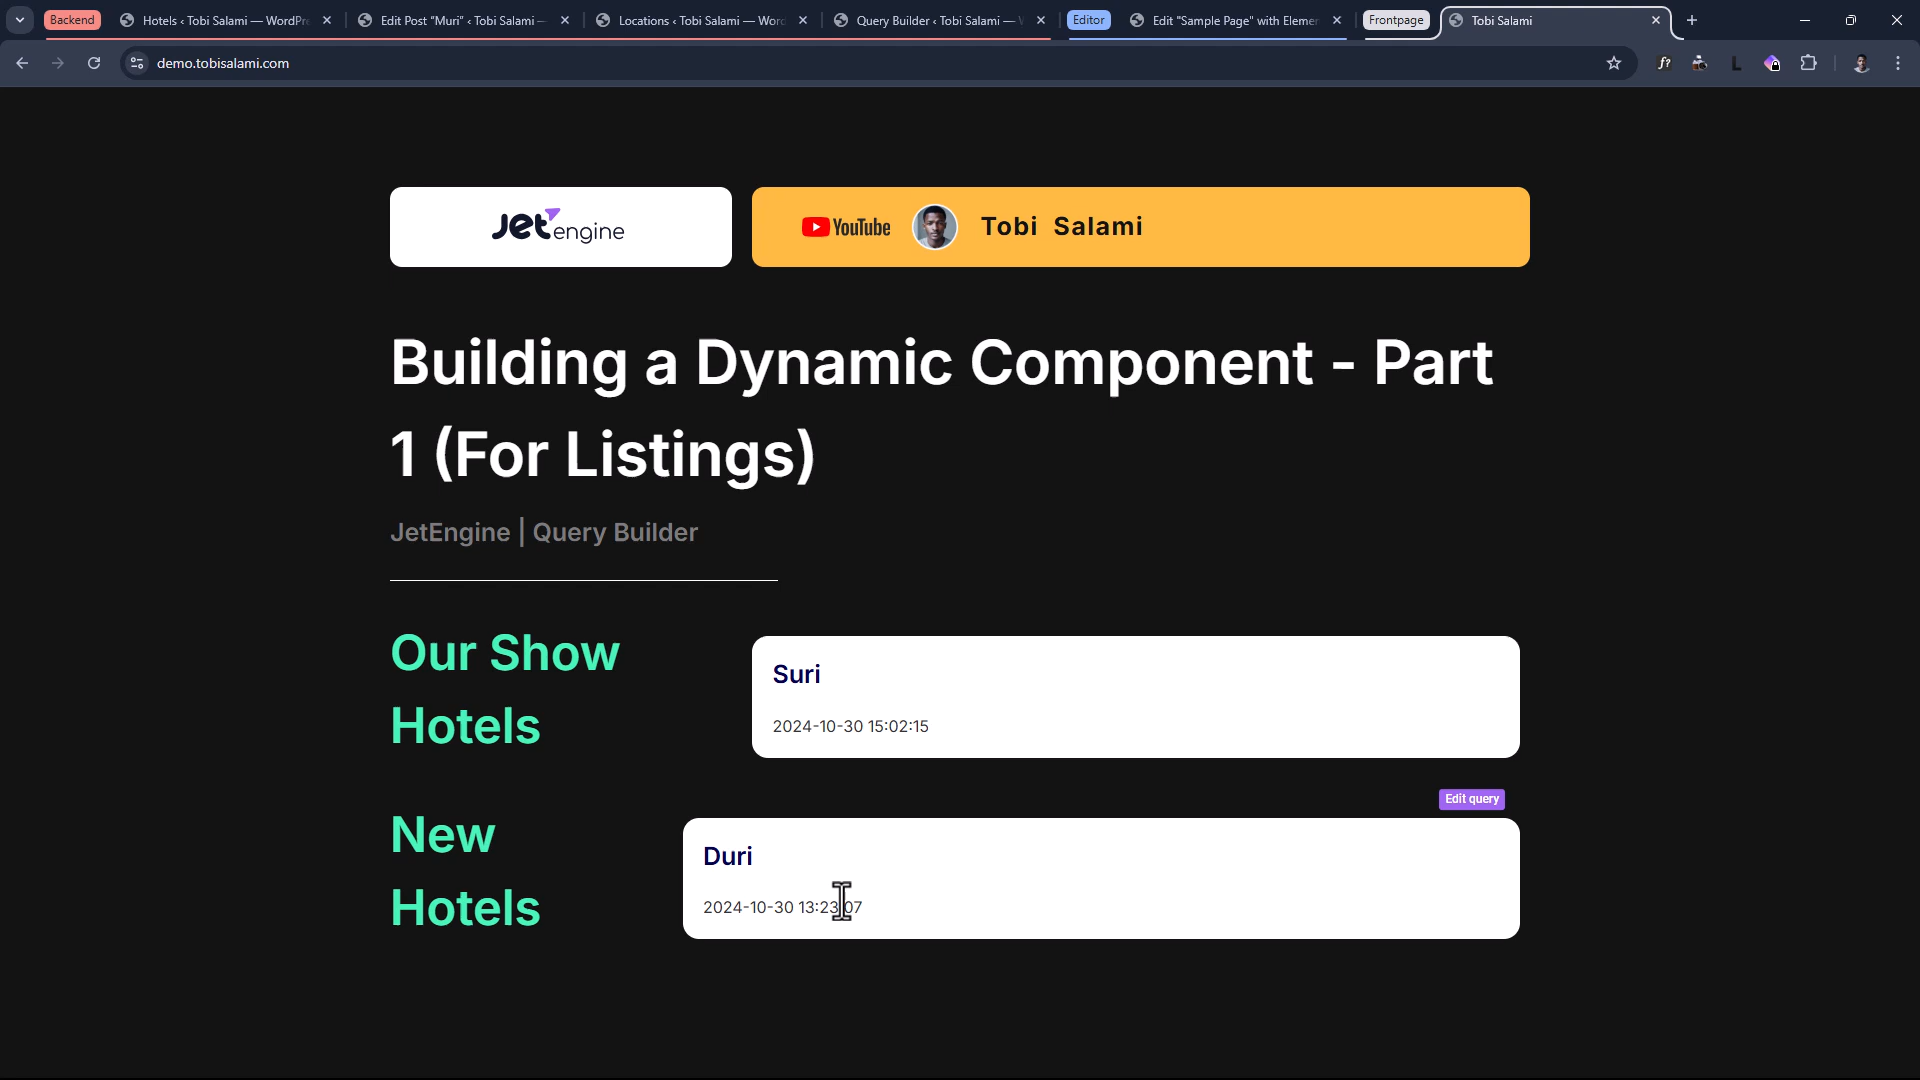 Backend
Hotels ‹ Tobi Salami — WordPre
Edit Post "Muri" ‹ Tobi Salami —
Locations ‹ Tobi Salami — Word
Query Builder ‹ Tobi Salami —
Editor
Edit "Sample Page" with Elemen
Frontpage
Tobi Salami
demo.tobisalami.com
f?
L
Jetengine
YouTube
Tobi Salami
Building a Dynamic Component - Part
1 (For Listings)
JetEngine | Query Builder
Our Show
Hotels
Suri
2024-10-30 15:02:15
Edit query
New
Hotels
Duri
2024-10-30 13:23:07